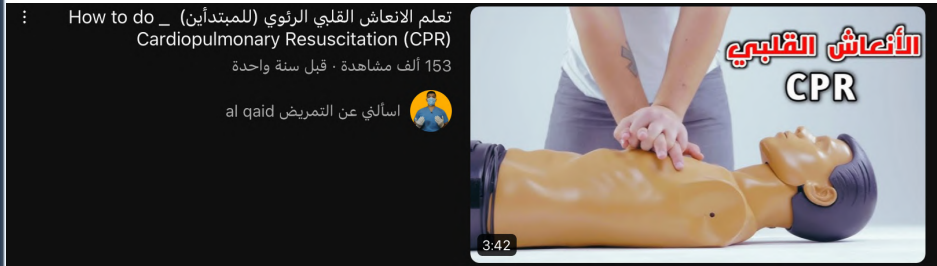 تعلم الانعاش القلبي الرئوي (للمبتدأين) _ How to do
Cardiopulmonary Resuscitation (CPR)
153 ألف مشاهدة · قبل سنة واحدة
اسألني عن التمريض al qaid
الأنعاش القلبي
CPR
3:42